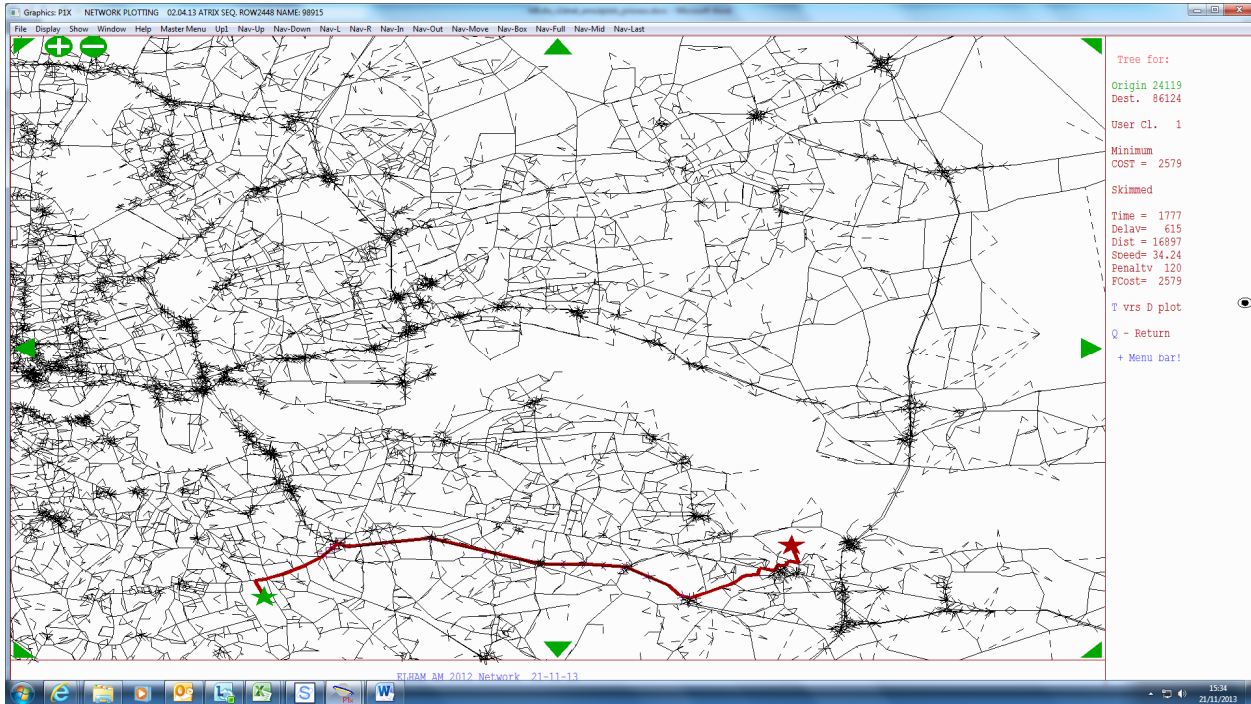 Graphics: P1X NETWORK PLOTTING 02.04.13 ATRIX SEQ. ROW2448 NAME: 98915
File Display Show Window Help Master Menu Up1 Nav-Up Nav-Down Nav-L Nav-R Nav-In Nav-Out Nav-Move Nav-Box Nav-Full Nav-Mid Nav-Last
Tree for:
Origin 24119
Dest. 86124
User Cl. 1
Minimum
COST = 2579
Skimmed
Time = 1777
Delay= 615
Dist = 16897
Speed= 34.24
Penalty 120
FCost= 2579
T vrs D plot
Q - Return
+ Menu bar!
ELHAM AM 2012 Network 21-11-13
15:34
21/11/2013